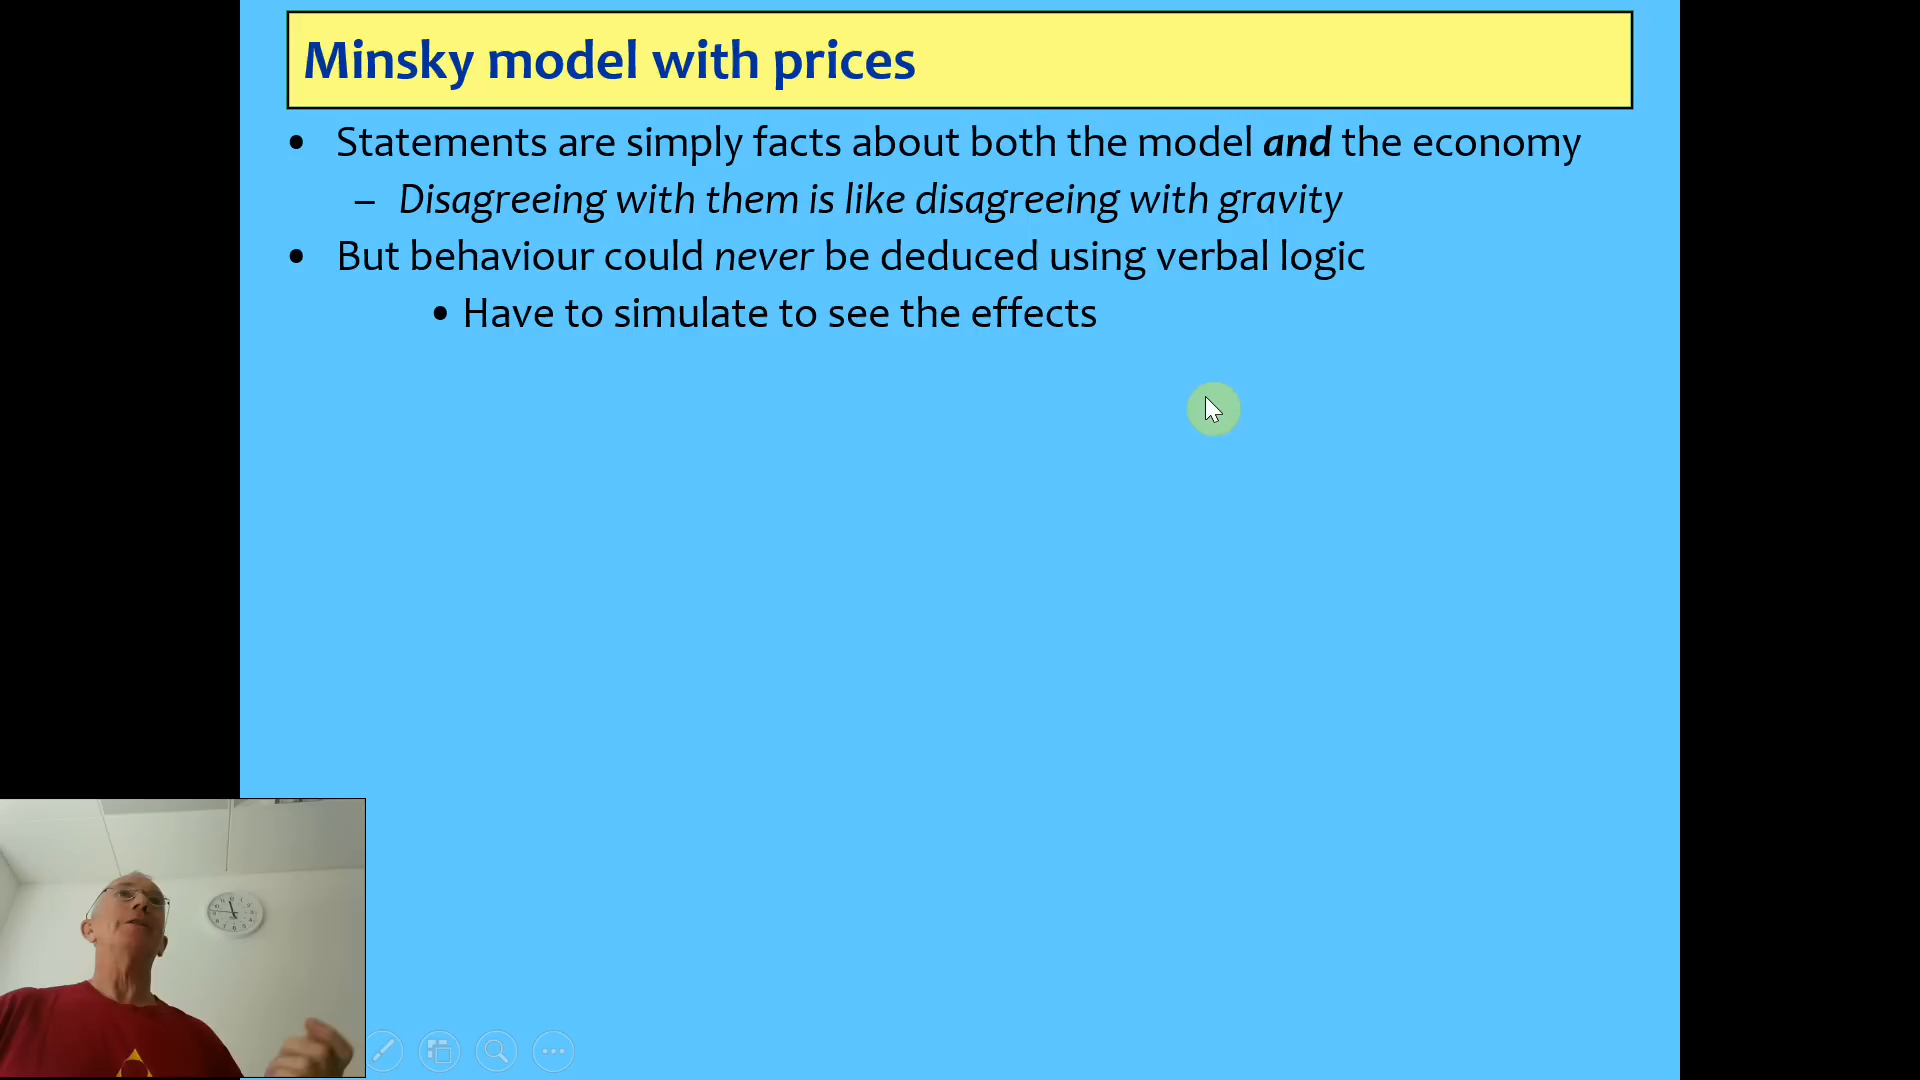 Minsky model with prices
• Statements are simply facts about both the model and the economy
– Disagreeing with them is like disagreeing with gravity
• But behaviour could never be deduced using verbal logic
• Have to simulate to see the effects